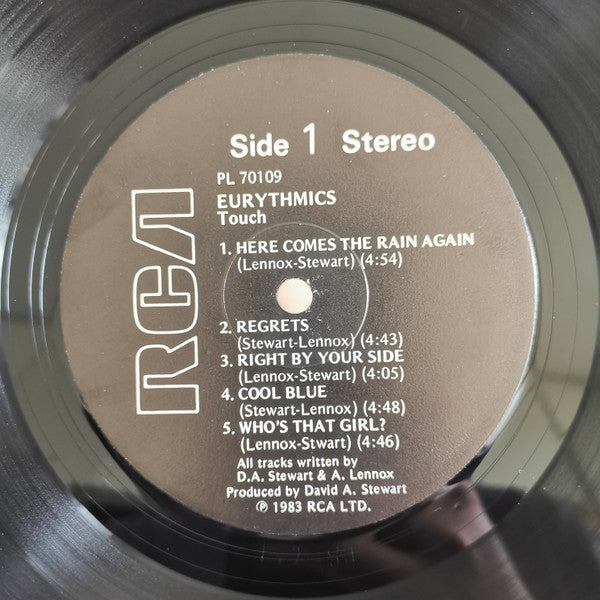 RCA
Side 1 Stereo
PL 70109
EURYTHMICS
Touch
1. HERE COMES THE RAIN AGAIN
(Lennox-Stewart) (4:54)
2. REGRETS
(Stewart-Lennox) (4:43)
3. RIGHT BY YOUR SIDE
(Lennox-Stewart) (4:05)
4. COOL BLUE
(Stewart-Lennox) (4:48)
5. WHO'S THAT GIRL?
(Lennox-Stwart) (4:46)
All tracks written by
D.A. Stewart & A. Lennox
Produced by David A. Stewart
℗ 1983 RCA LTD.